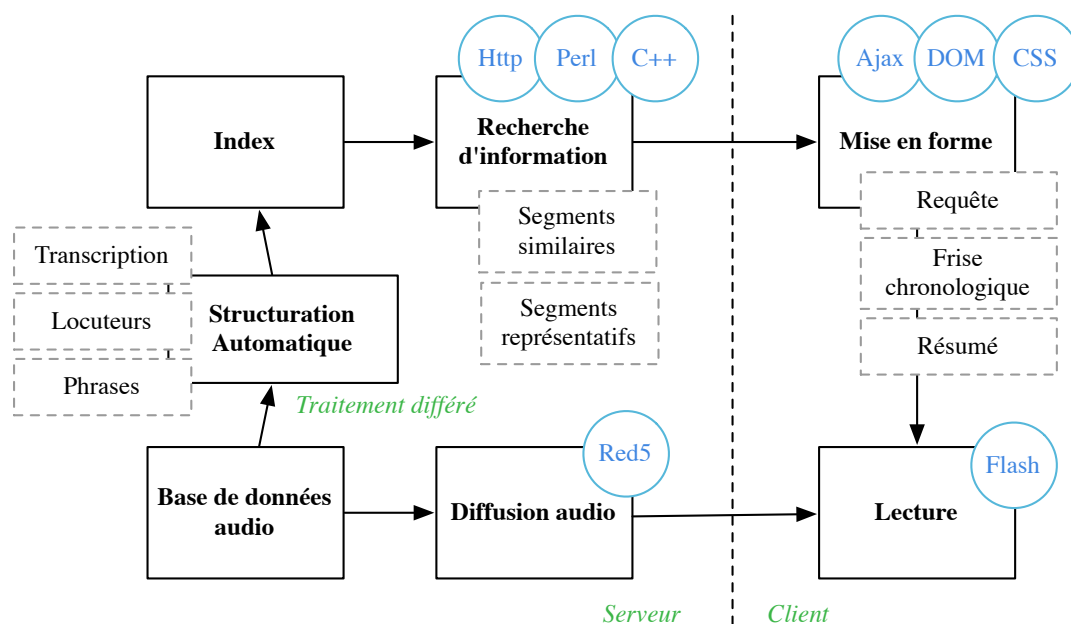 Http Perl C++
Ajax DOM CSS
Index
Recherche
d'information
Mise en forme
Segments
similaires
Requête
Transcription
Frise
chronologique
Locuteurs
Structuration
Automatique
Segments
représentatifs
Résumé
Phrases
Traitement différé
Red5
Flash
Base de données
audio
Diffusion audio
Lecture
Serveur
Client